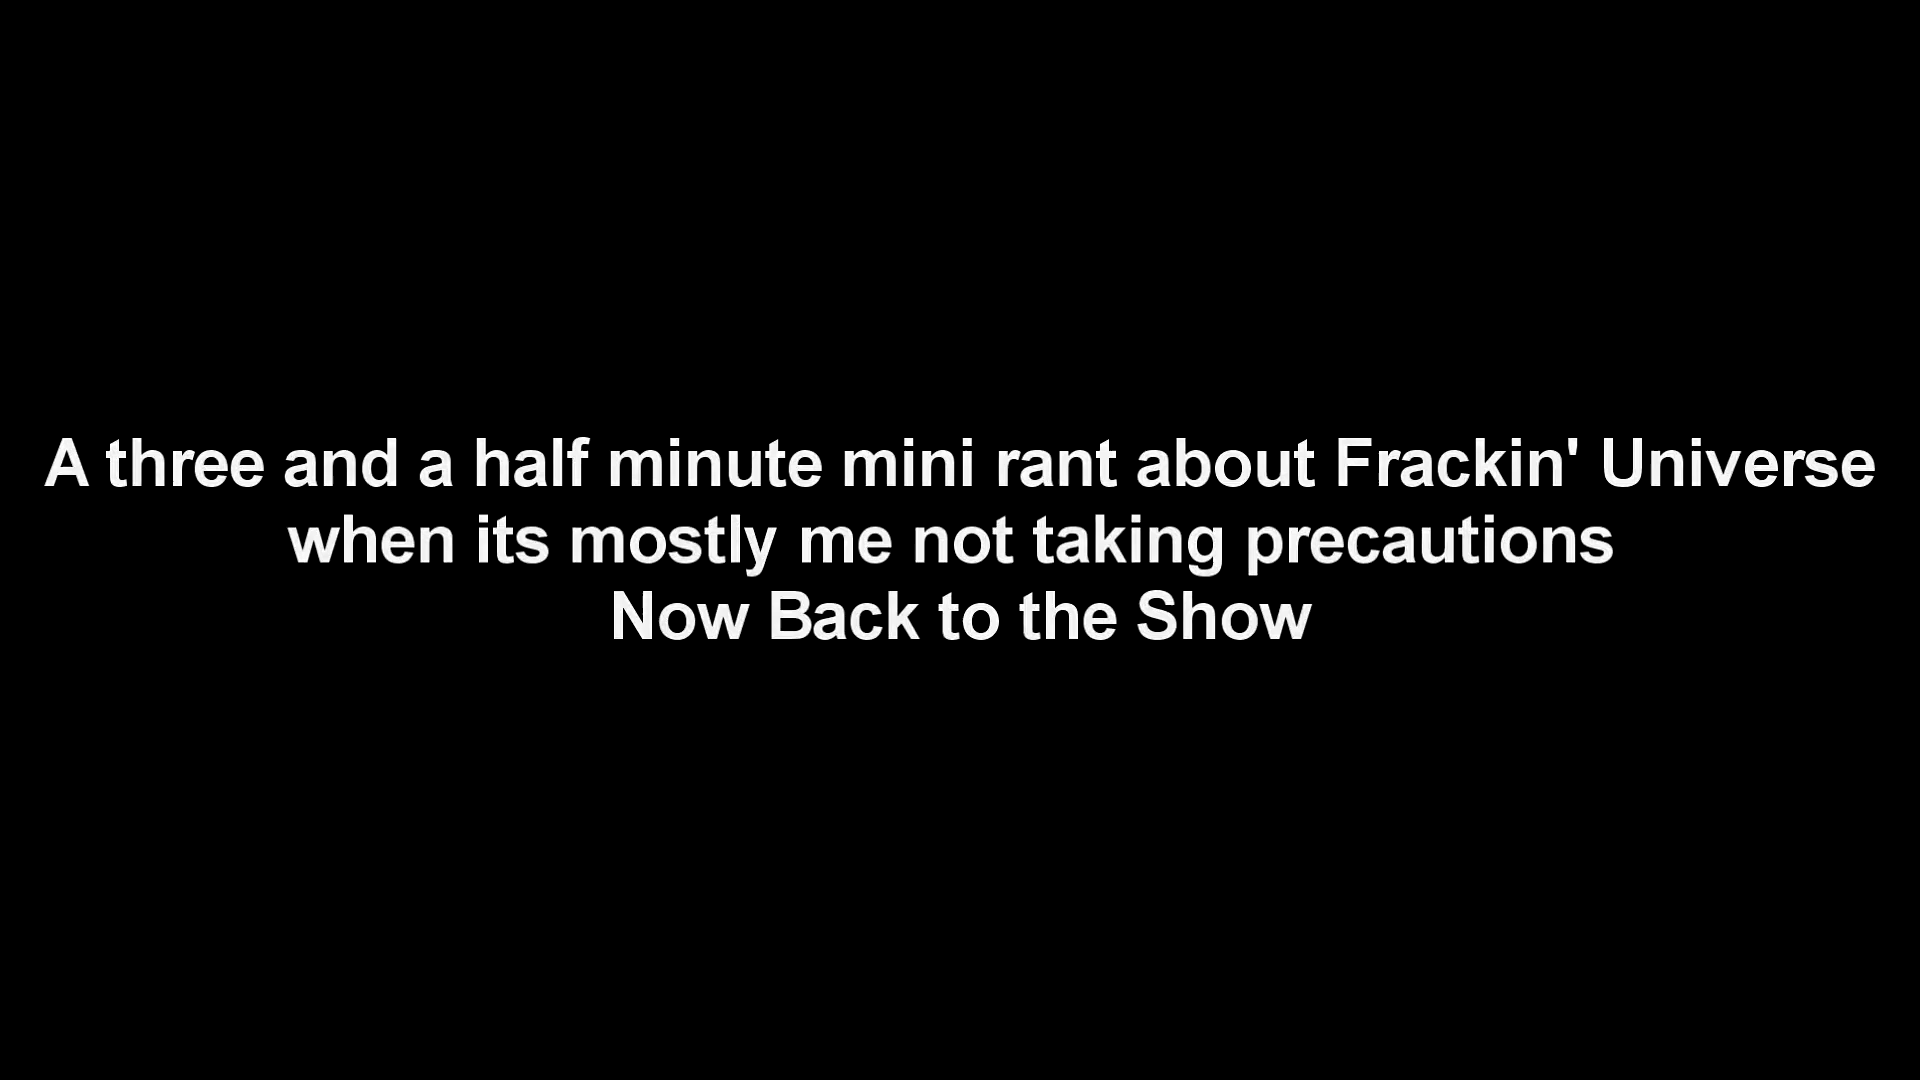 A three and a half minute mini rant about Frackin' Universe
when its mostly me not taking precautions
Now Back to the Show